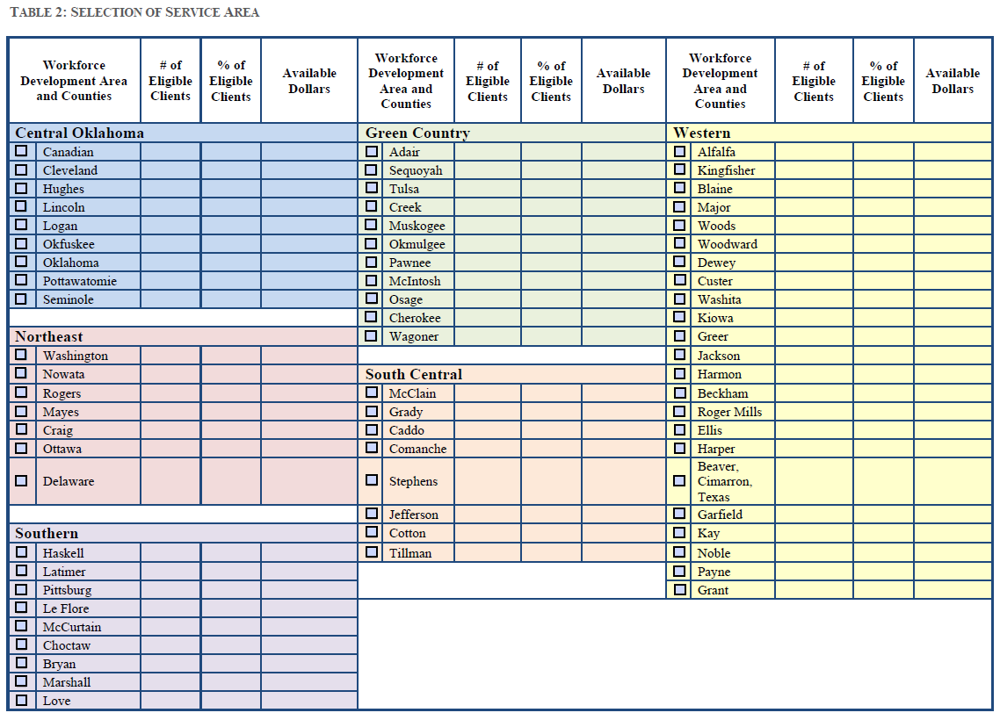 TABLE 2: SELECTION OF SERVICE AREA
Workforce Development Area and Counties # of Eligible Clients % of Eligible Clients Available Dollars Workforce Development Area and Counties # of Eligible Clients % of Eligible Clients Available Dollars Workforce Development Area and Counties # of Eligible Clients % of Eligible Clients Available Dollars
Central Oklahoma Green Country Western
Canadian Adair Alfalfa
Cleveland Sequoyah Kingfisher
Hughes Tulsa Blaine
Lincoln Creek Major
Logan Muskogee Woods
Okfuskee Okmulgee Woodward
Oklahoma Pawnee Dewey
Pottawatomie McIntosh Custer
Seminole Osage Washita
Cherokee Kiowa
Northeast Wagoner Greer
Washington Jackson
Nowata South Central Harmon
Rogers McClain Beckham
Mayes Grady Roger Mills
Craig Caddo Ellis
Ottawa Comanche Harper
Delaware Stephens Beaver, Cimarron, Texas
Jefferson Garfield
Southern Cotton Kay
Haskell Tillman Noble
Latimer Payne
Pittsburg Grant
Le Flore
McCurtain
Choctaw
Bryan
Marshall
Love